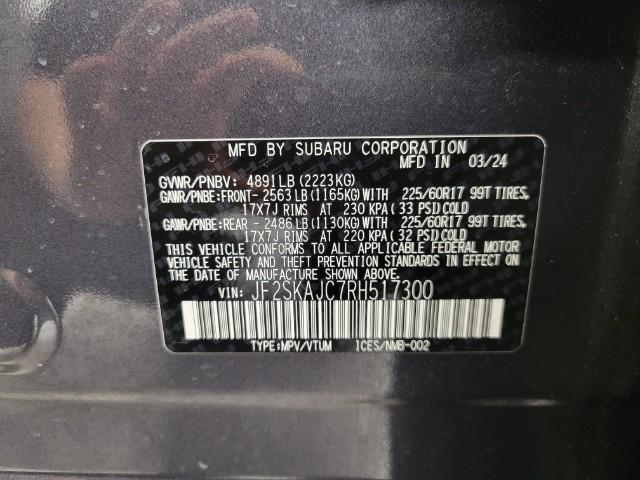 MFD BY SUBARU CORPORATION
MFD IN 03/24
GVWR/PNBV: 4891LB (2223KG)
GAWR/PNBE:FRONT- 2563LB (1165KG)WITH 225/60R17 99T TIRES,
17X7J RIMS AT 230 KPA (33 PSI)COLD
GAWR/PNBE:REAR - 2486LB (1130KG)WITH 225/60R17 99T TIRES,
17X7J RIMS AT 220 KPA (32 PSI)COLD
THIS VEHICLE CONFORMS TO ALL APPLICABLE FEDERAL MOTOR
VEHICLE SAFETY AND THEFT PREVENTION STANDARDS IN EFFECT
ON THE DATE OF MANUFACTURE SHOWN ABOVE.
VIN: JF2SKAJC7RH517300
TYPE:MPV/VTUM ICES/NMB-002